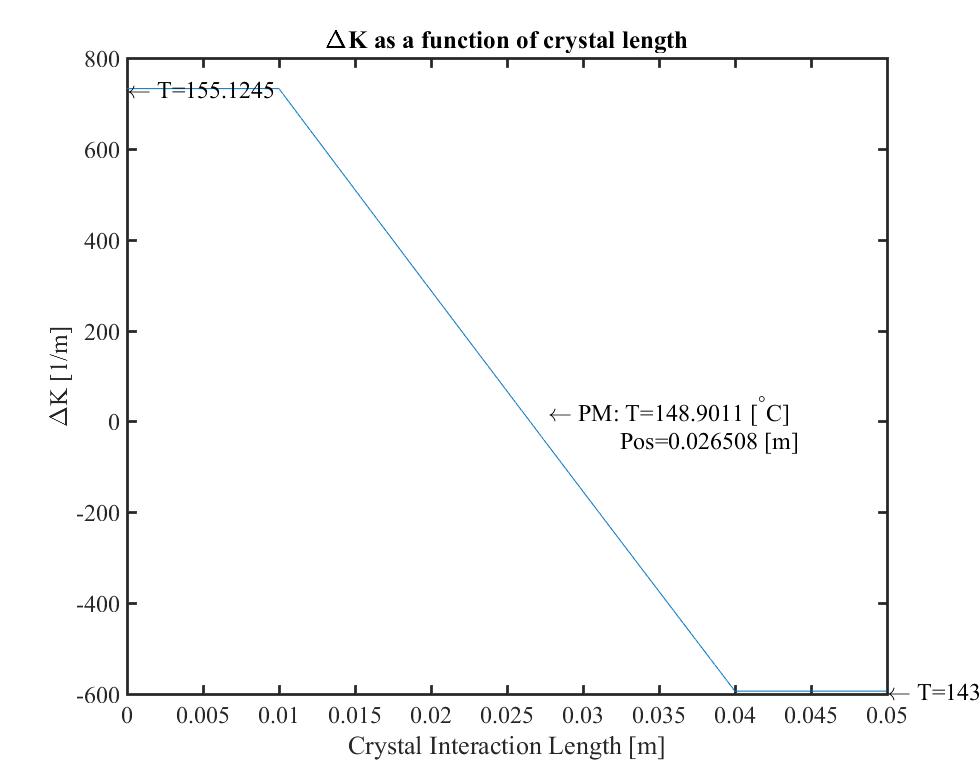 ΔK as a function of crystal length
800
600
400
200
0
-200
-400
-600
ΔK [1/m]
← T=155.1245
← PM: T=148.9011 [°C]
Pos=0.026508 [m]
← T=143
0 0.005 0.01 0.015 0.02 0.025 0.03 0.035 0.04 0.045 0.05
Crystal Interaction Length [m]